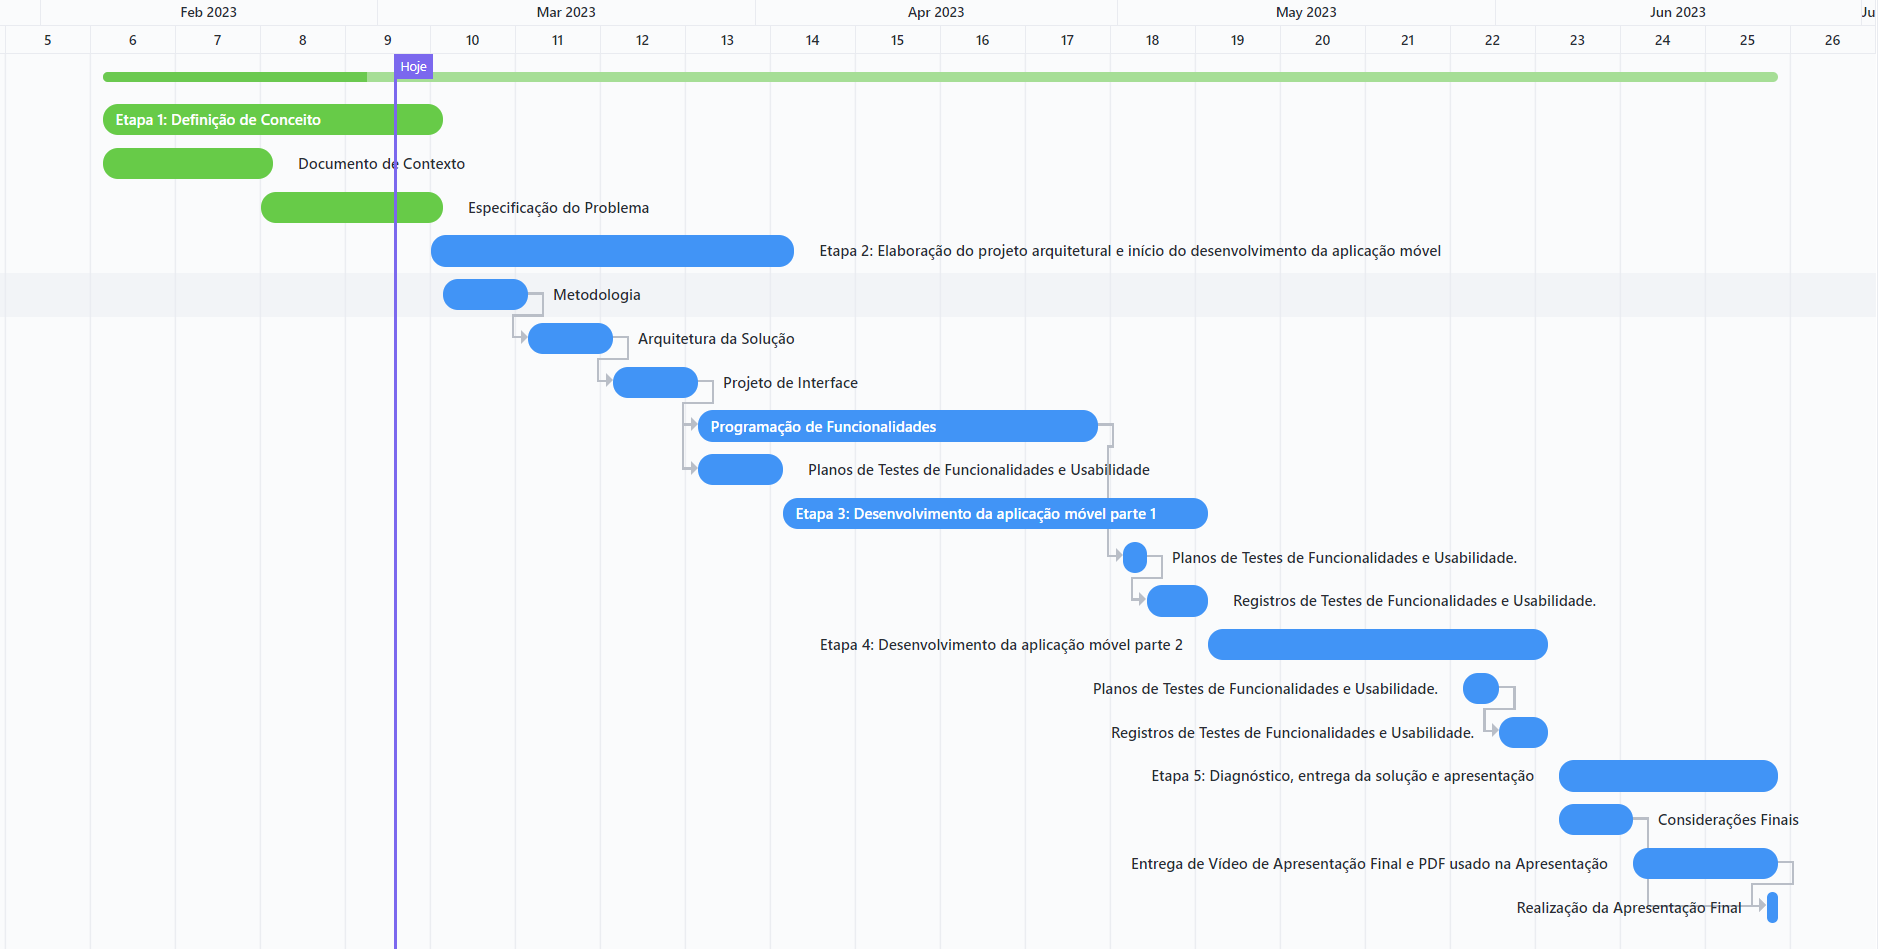 Feb 2023 Mar 2023 Apr 2023 May 2023 Jun 2023 Ju
5 6 7 8 9 10 11 12 13 14 15 16 17 18 19 20 21 22 23 24 25 26
Hoje
Etapa 1: Definição de Conceito
Documento de Contexto
Especificação do Problema
Etapa 2: Elaboração do projeto arquitetural e início do desenvolvimento da aplicação móvel
Metodologia
Arquitetura da Solução
Projeto de Interface
Programação de Funcionalidades
Planos de Testes de Funcionalidades e Usabilidade
Etapa 3: Desenvolvimento da aplicação móvel parte 1
Planos de Testes de Funcionalidades e Usabilidade.
Registros de Testes de Funcionalidades e Usabilidade.
Etapa 4: Desenvolvimento da aplicação móvel parte 2
Planos de Testes de Funcionalidades e Usabilidade.
Registros de Testes de Funcionalidades e Usabilidade.
Etapa 5: Diagnóstico, entrega da solução e apresentação
Considerações Finais
Entrega de Vídeo de Apresentação Final e PDF usado na Apresentação
Realização da Apresentação Final